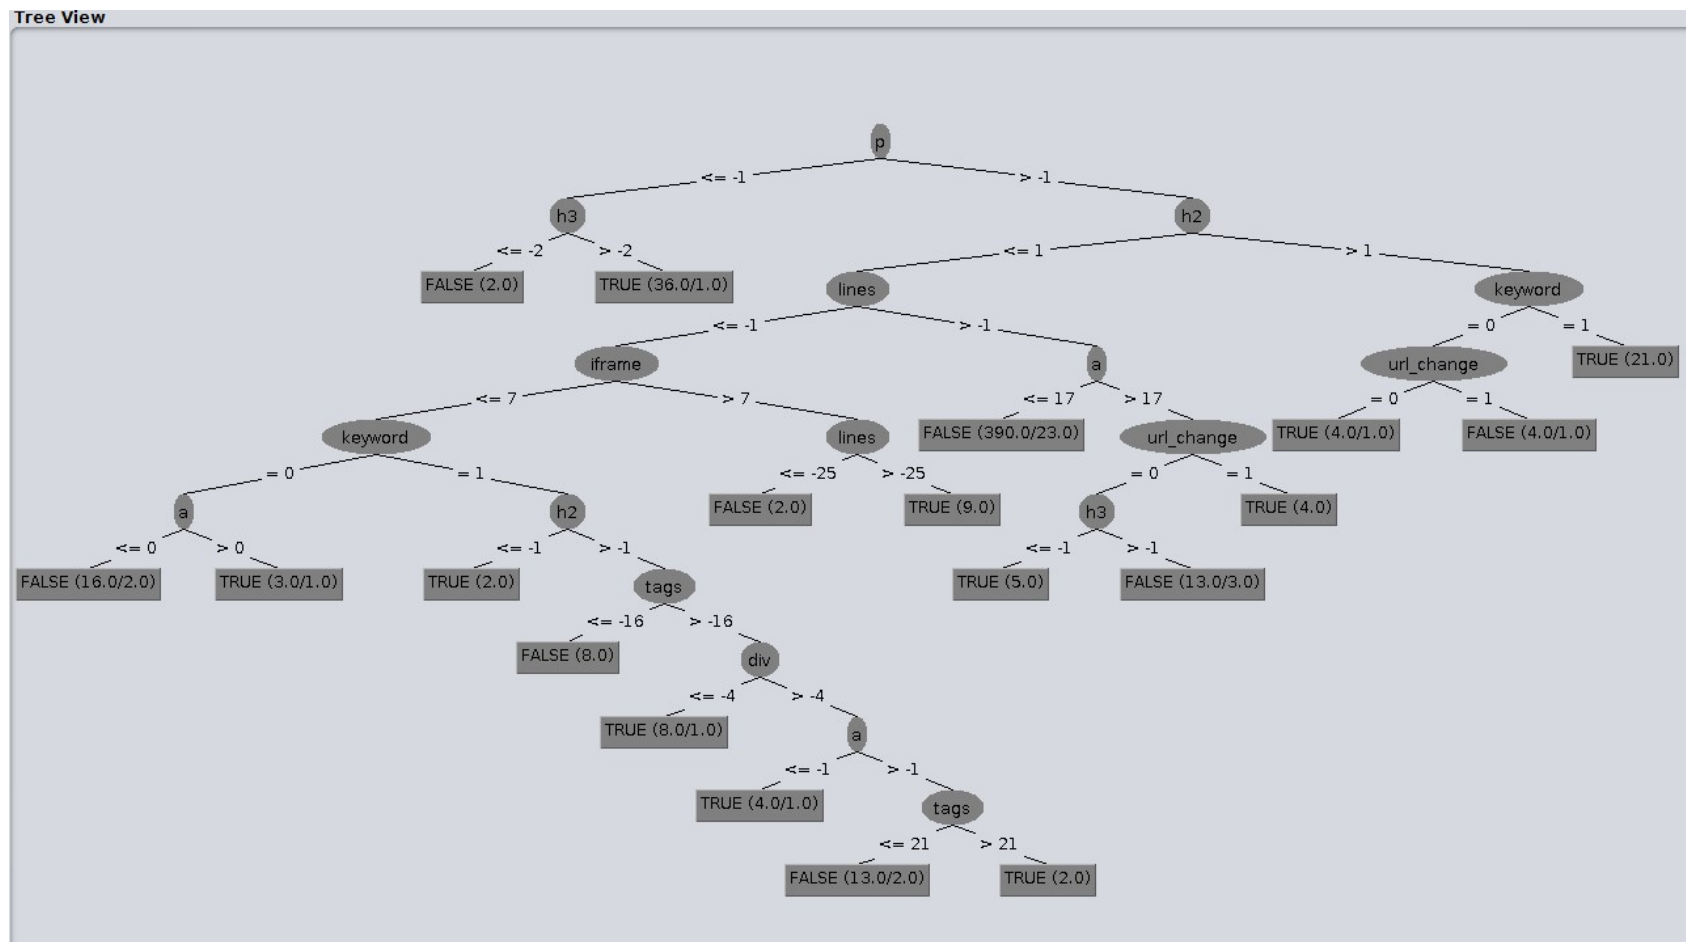 Tree View
p
<= -1 > -1
h3 h2
<= -2 > -2 <= 1 > 1
FALSE (2.0) TRUE (36.0/1.0) lines keyword
<= -1 > -1 = 0 = 1
iframe a url_change TRUE (21.0)
<= 7 > 7 <= 17 > 17 = 0 = 1
keyword lines FALSE (390.0/23.0) url_change TRUE (4.0/1.0) FALSE (4.0/1.0)
= 0 = 1 <= -25 > -25 = 0 = 1
a h2 FALSE (2.0) TRUE (9.0) h3 TRUE (4.0)
<= 0 > 0 <= -1 > -1 <= -1 > -1
FALSE (16.0/2.0) TRUE (3.0/1.0) TRUE (2.0) tags TRUE (5.0) FALSE (13.0/3.0)
<= -16 > -16
FALSE (8.0) div
<= -4 > -4
TRUE (8.0/1.0) a
<= -1 > -1
TRUE (4.0/1.0) tags
<= 21 > 21
FALSE (13.0/2.0) TRUE (2.0)